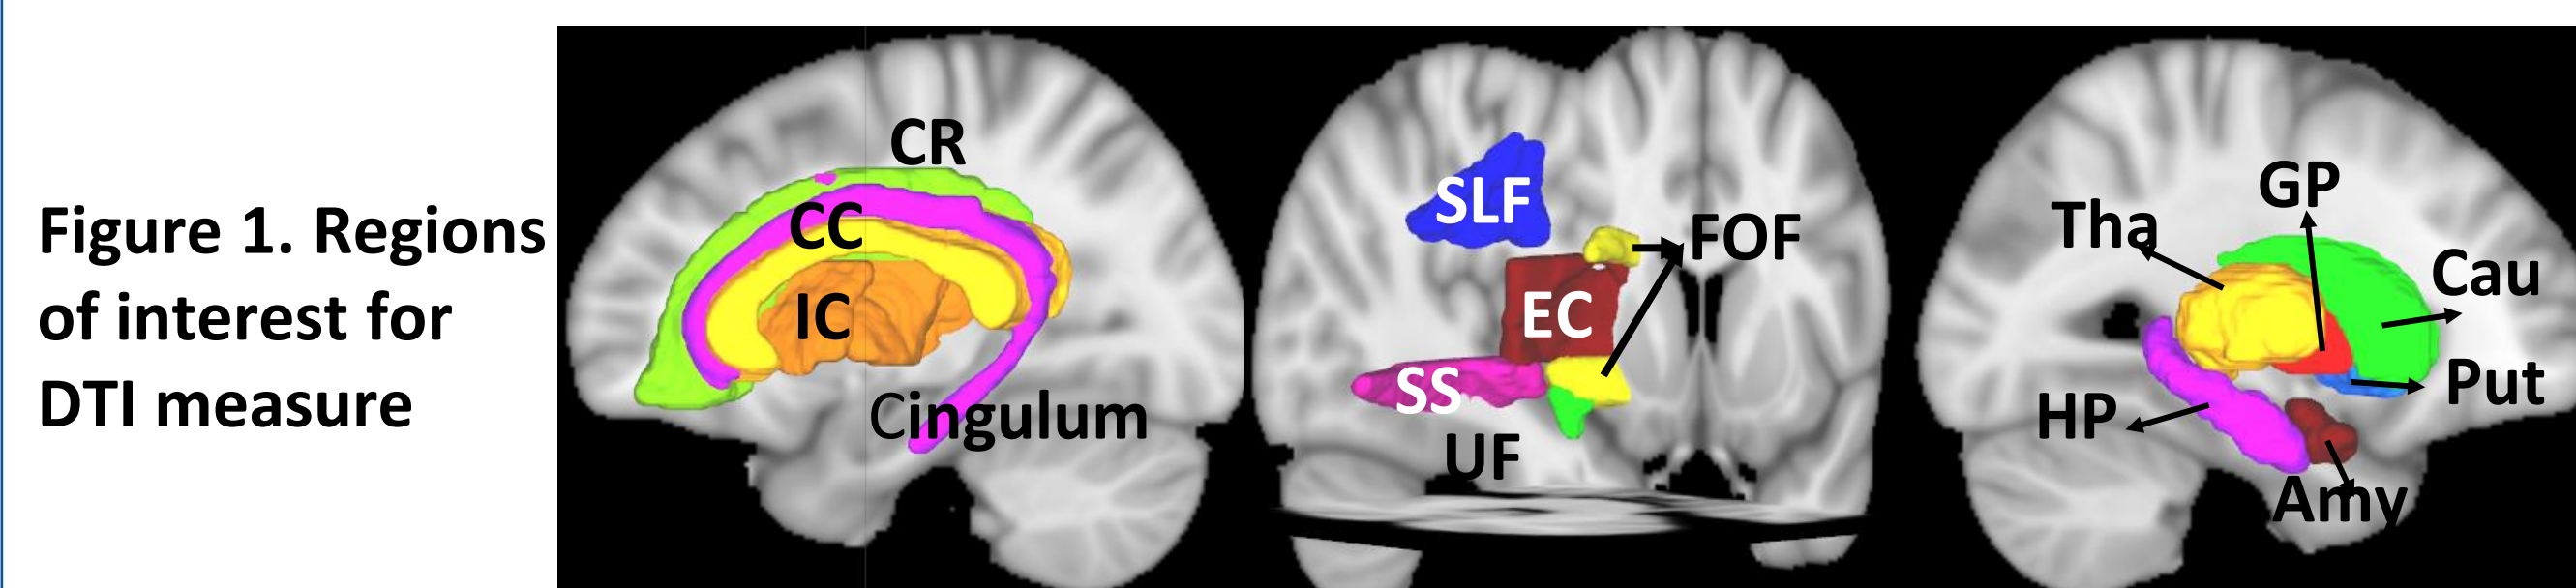 Figure 1. Regions
of interest for
DTI measure
CR
CC
IC
Cingulum
SLF
FOF
EC
SS
UF
GP
Tha
Cau
Put
HP
Amy